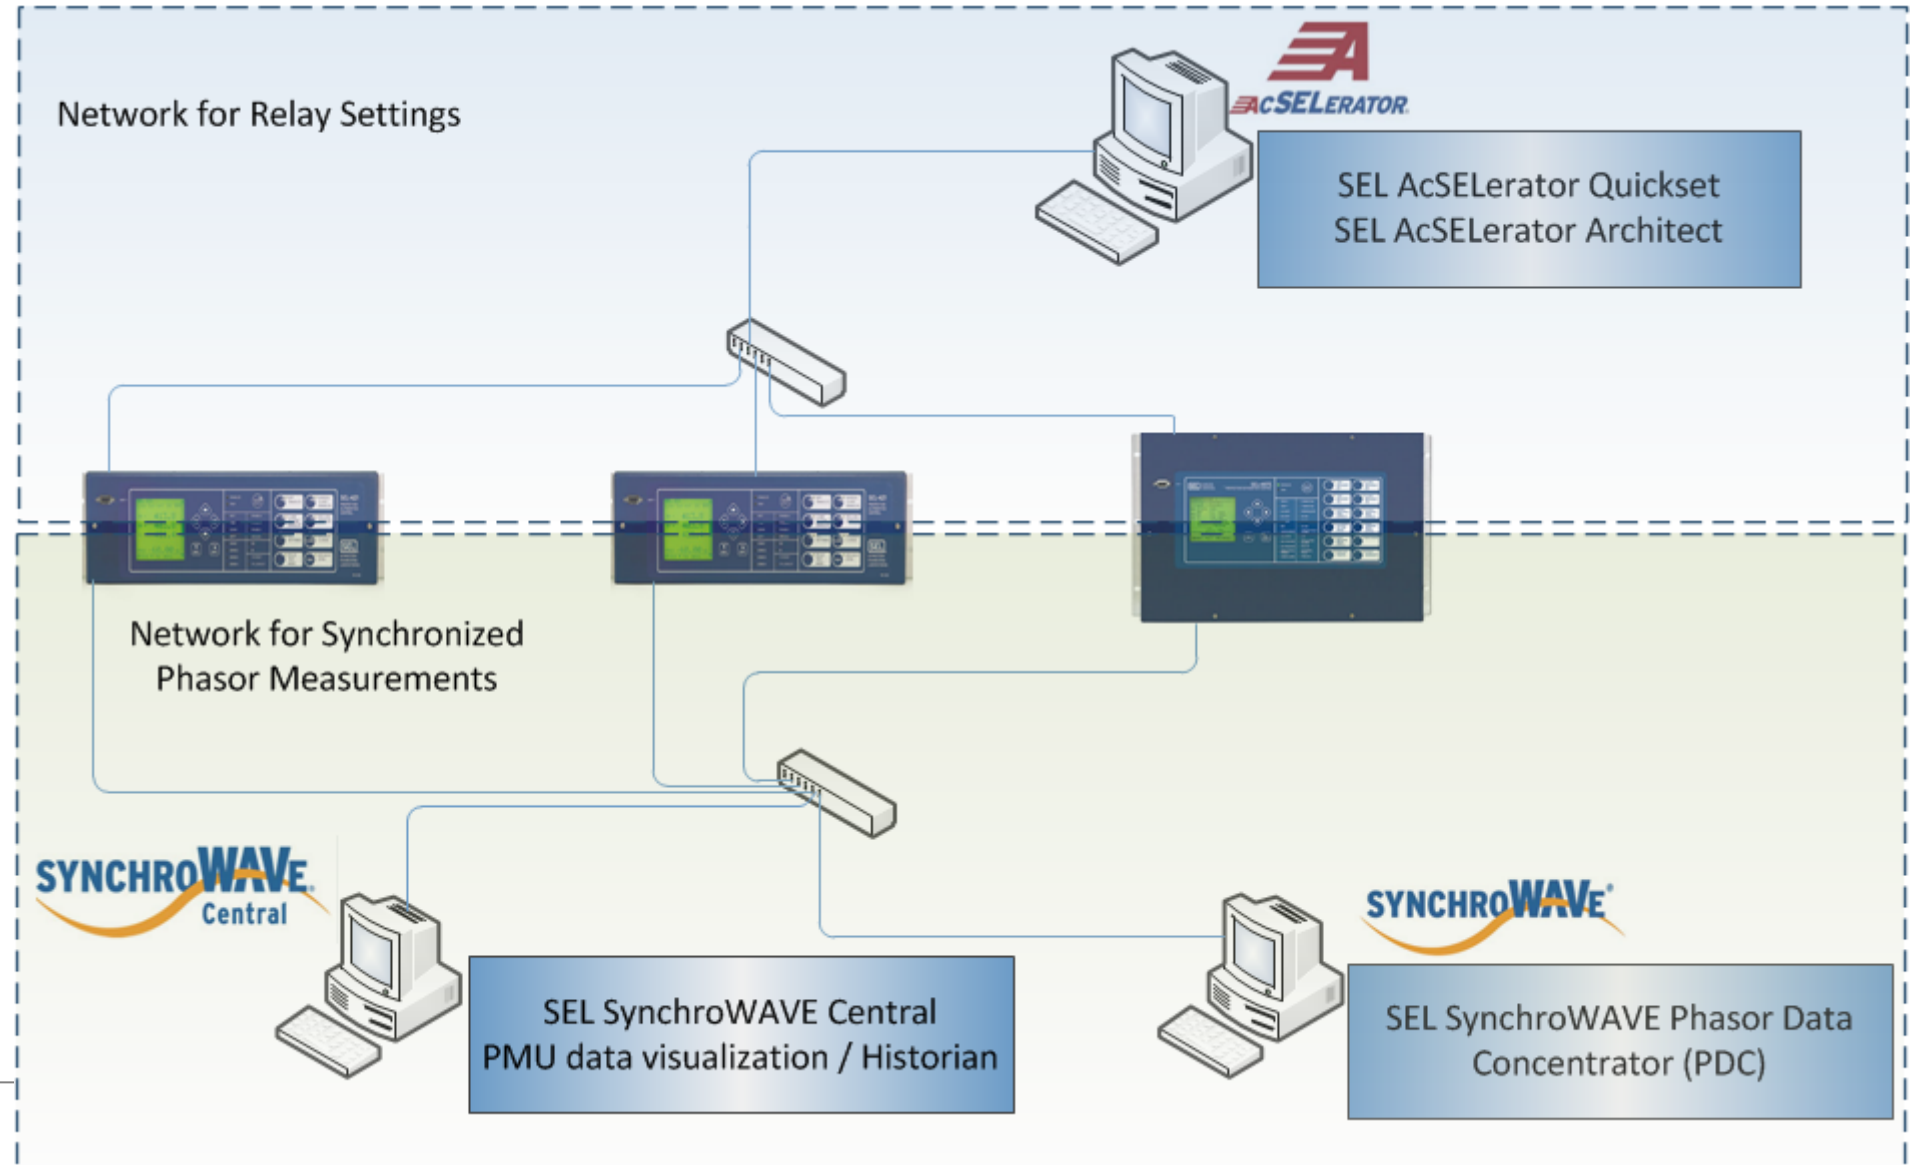 Network for Relay Settings
ACSELERATOR
SEL AcSELerator Quickset
SEL AcSELerator Architect
SEL
Network for Synchronized
Phasor Measurements
SYNCHROWAVE
Central
SYNCHROWAVE
SEL SynchroWAVE Central
PMU data visualization / Historian
SEL SynchroWAVE Phasor Data
Concentrator (PDC)